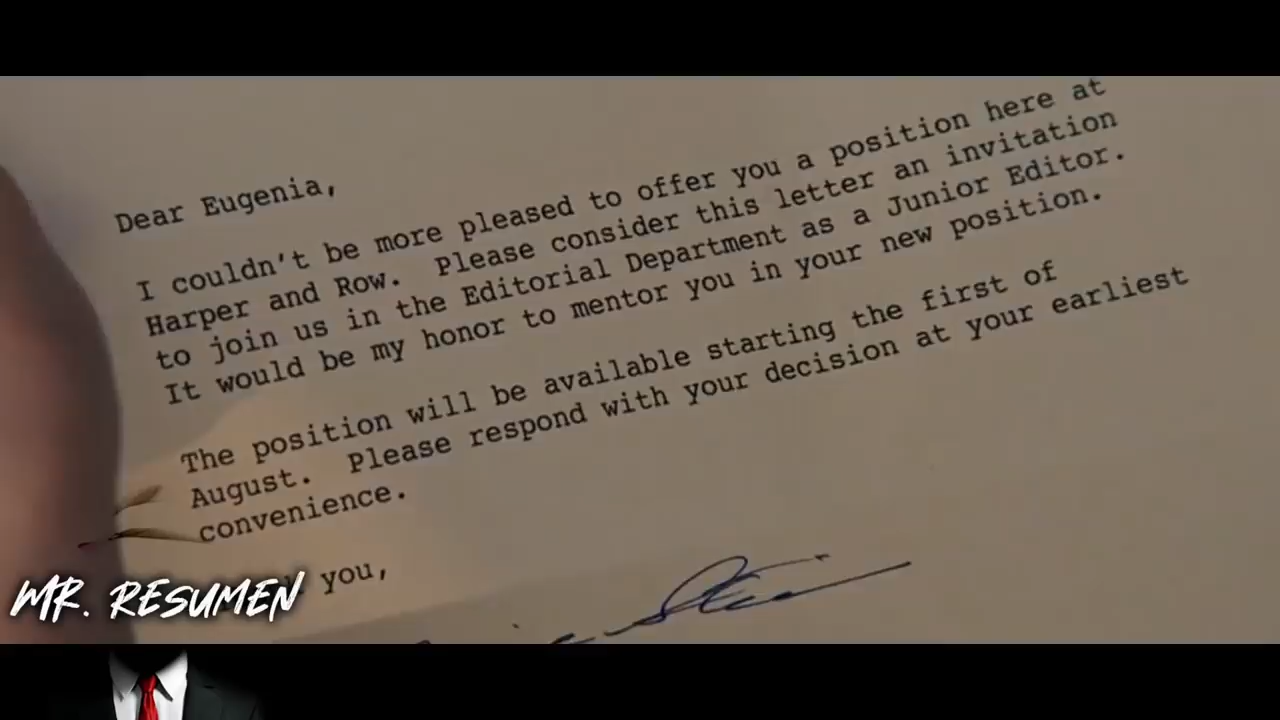 Dear Eugenia,
I couldn't be more pleased to offer you a position here at
Harper and Row. Please consider this letter an invitation
to join us in the Editorial Department as a Junior Editor.
It would be my honor to mentor you in your new position.
The position will be available starting the first of
August. Please respond with your decision at your earliest
convenience.
you,
MR. RESUMEN